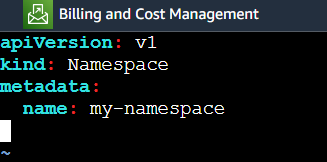 Billing and Cost Management
apiVersion: v1
kind: Namespace
metadata:
  name: my-namespace
~